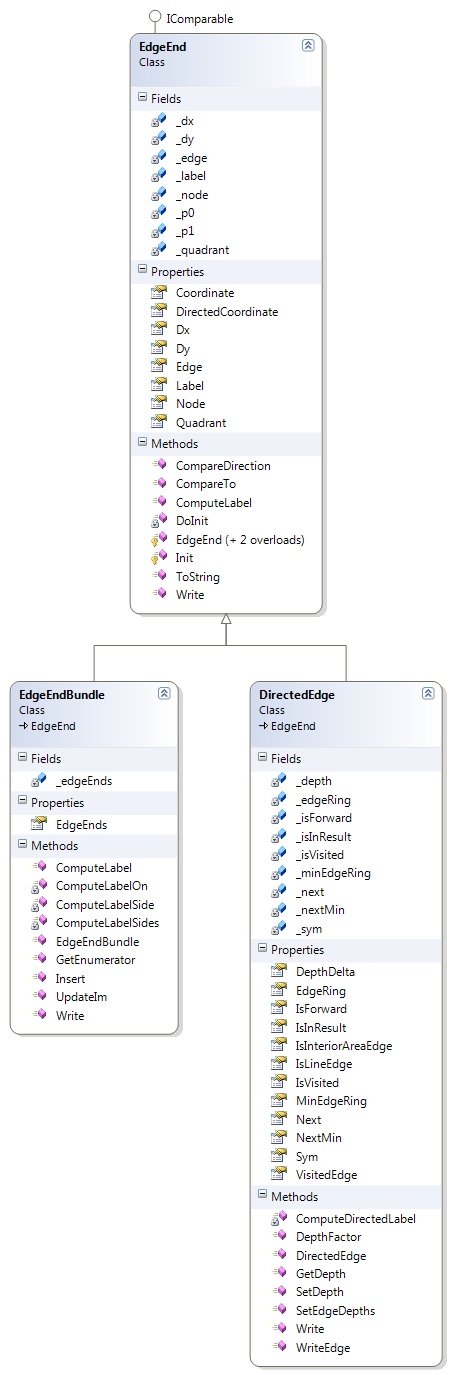 IComparable
EdgeEnd
Class
Fields
_dx
_dy
_edge
_label
_node
_p0
_p1
_quadrant
Properties
Coordinate
DirectedCoordinate
Dx
Dy
Edge
Label
Node
Quadrant
Methods
CompareDirection
CompareTo
ComputeLabel
DoInit
EdgeEnd (+ 2 overloads)
Init
ToString
Write
EdgeEndBundle
Class
EdgeEnd
Fields
_edgeEnds
Properties
EdgeEnds
Methods
ComputeLabel
ComputeLabelOn
ComputeLabelSide
ComputeLabelSides
EdgeEndBundle
GetEnumerator
Insert
UpdateIm
Write
DirectedEdge
Class
EdgeEnd
Fields
_depth
_edgeRing
_isForward
_isInResult
_isVisited
_minEdgeRing
_next
_nextMin
_sym
Properties
DepthDelta
EdgeRing
IsForward
IsInResult
IsInteriorAreaEdge
IsLineEdge
IsVisited
MinEdgeRing
Next
NextMin
Sym
VisitedEdge
Methods
ComputeDirectedLabel
DepthFactor
DirectedEdge
GetDepth
SetDepth
SetEdgeDepths
Write
WriteEdge